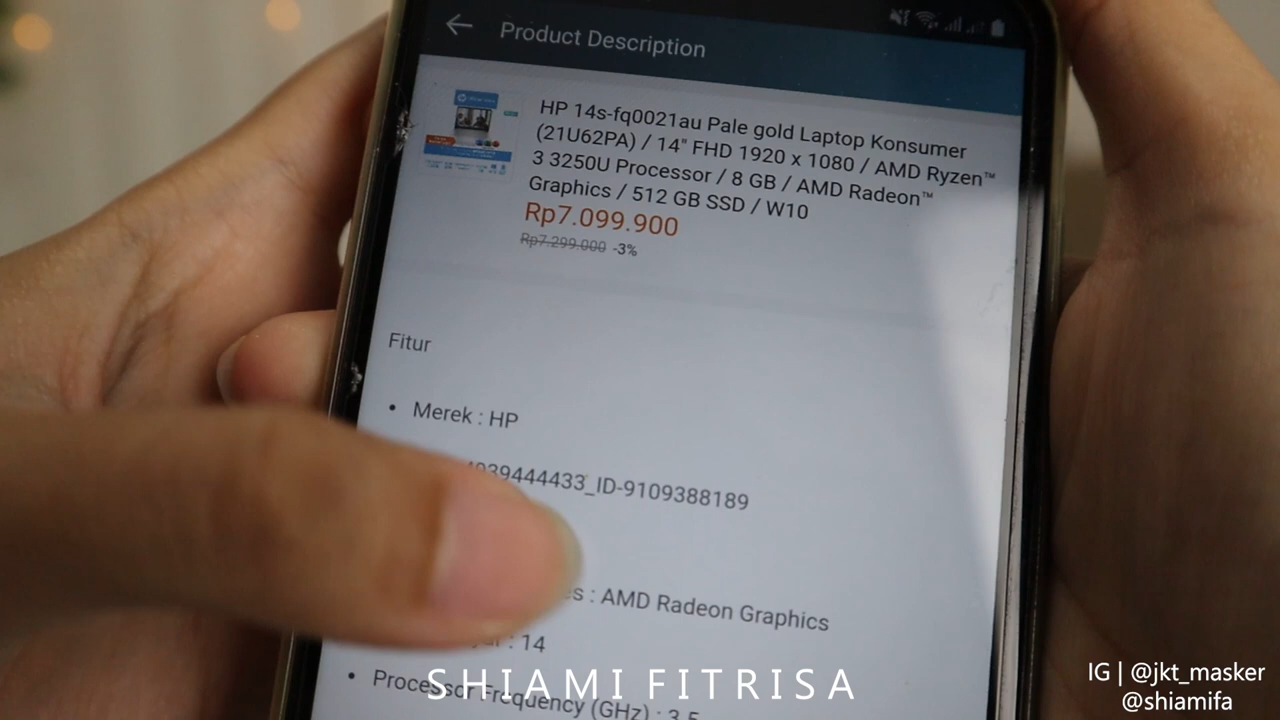 Product Description
HP 14s-fq0021au Pale gold Laptop Konsumer
(21U62PA) / 14" FHD 1920 x 1080 / AMD Ryzen™
3 3250U Processor / 8 GB / AMD Radeon™
Graphics / 512 GB SSD / W10
Rp7.099.900
Rp7.299.000 -3%
Fitur
• Merek : HP
39444433_ID-9109388189
: AMD Radeon Graphics
: 14
• Processor Frequency (GHz) : 3.5
SHIAMI FITRISA
IG | @jkt_masker
@shiamifa